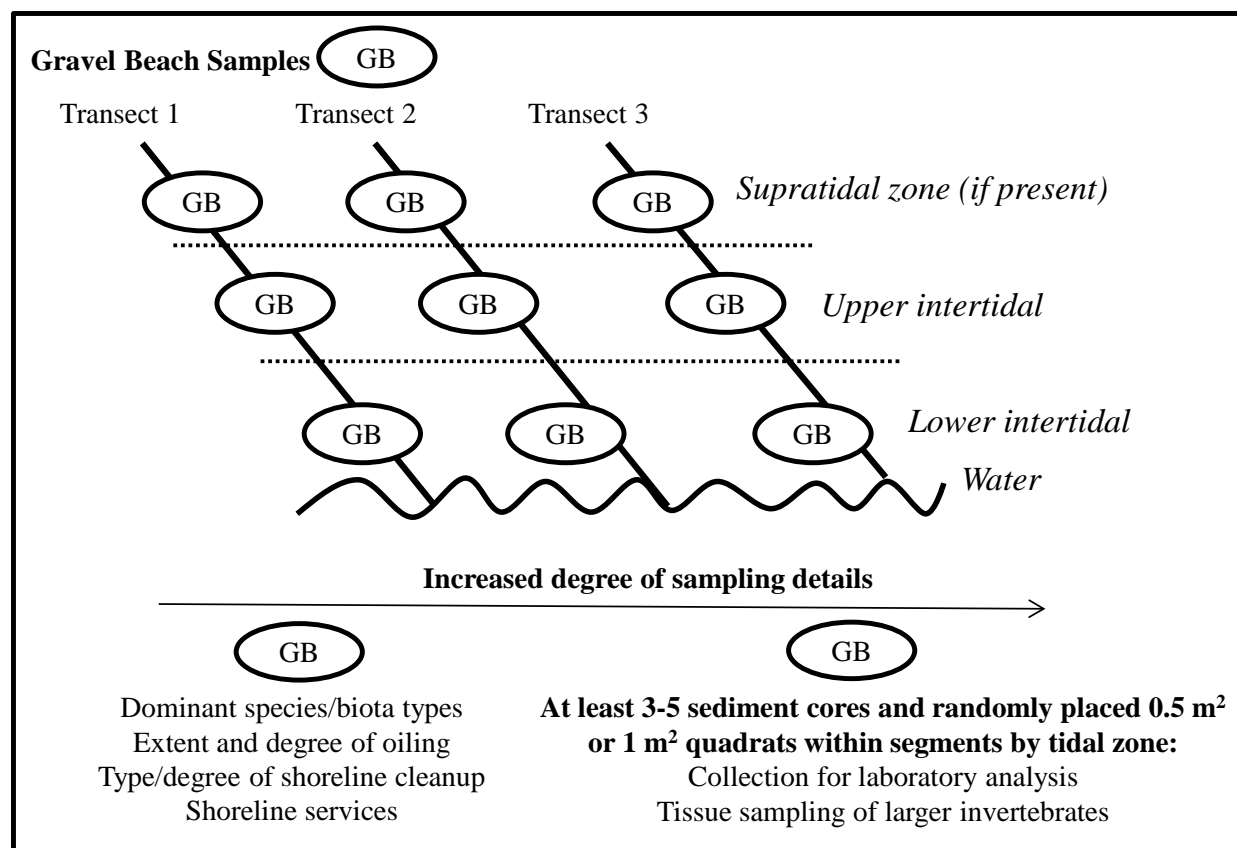 Gravel Beach Samples GB
Transect 1 Transect 2 Transect 3
GB GB GB Supratidal zone (if present)
GB GB GB Upper intertidal
GB GB GB Lower intertidal
Water
Increased degree of sampling details
GB GB
Dominant species/biota types
Extent and degree of oiling
Type/degree of shoreline cleanup
Shoreline services
At least 3-5 sediment cores and randomly placed 0.5 m²
or 1 m² quadrats within segments by tidal zone:
Collection for laboratory analysis
Tissue sampling of larger invertebrates